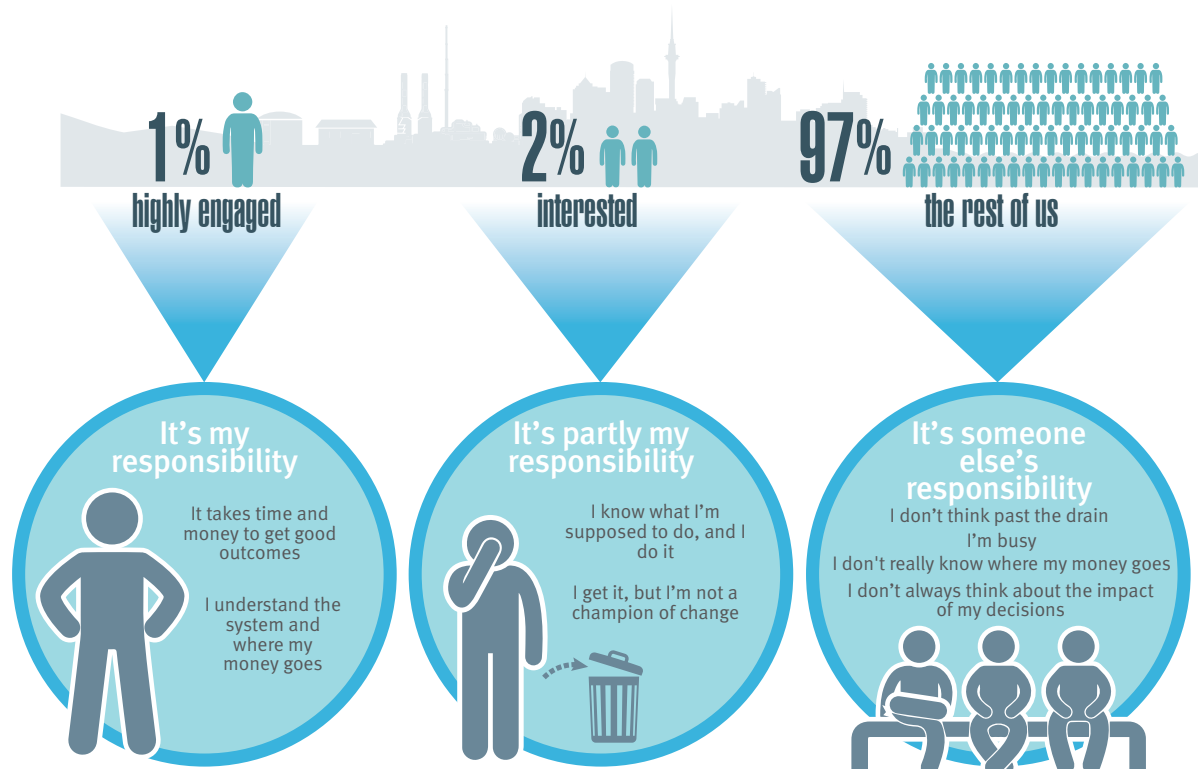 1%
highly engaged
2%
interested
97%
the rest of us
It's my
responsibility
It takes time and
money to get good
outcomes
I understand the
system and
where my
money goes
It's partly my
responsibility
I know what I’m
supposed to do, and I
do it
I get it, but I’m not a
champion of change
It's someone
else's
responsibility
I don’t think past the drain
I’m busy
I don't really know where my money goes
I don’t always think about the impact
of my decisions